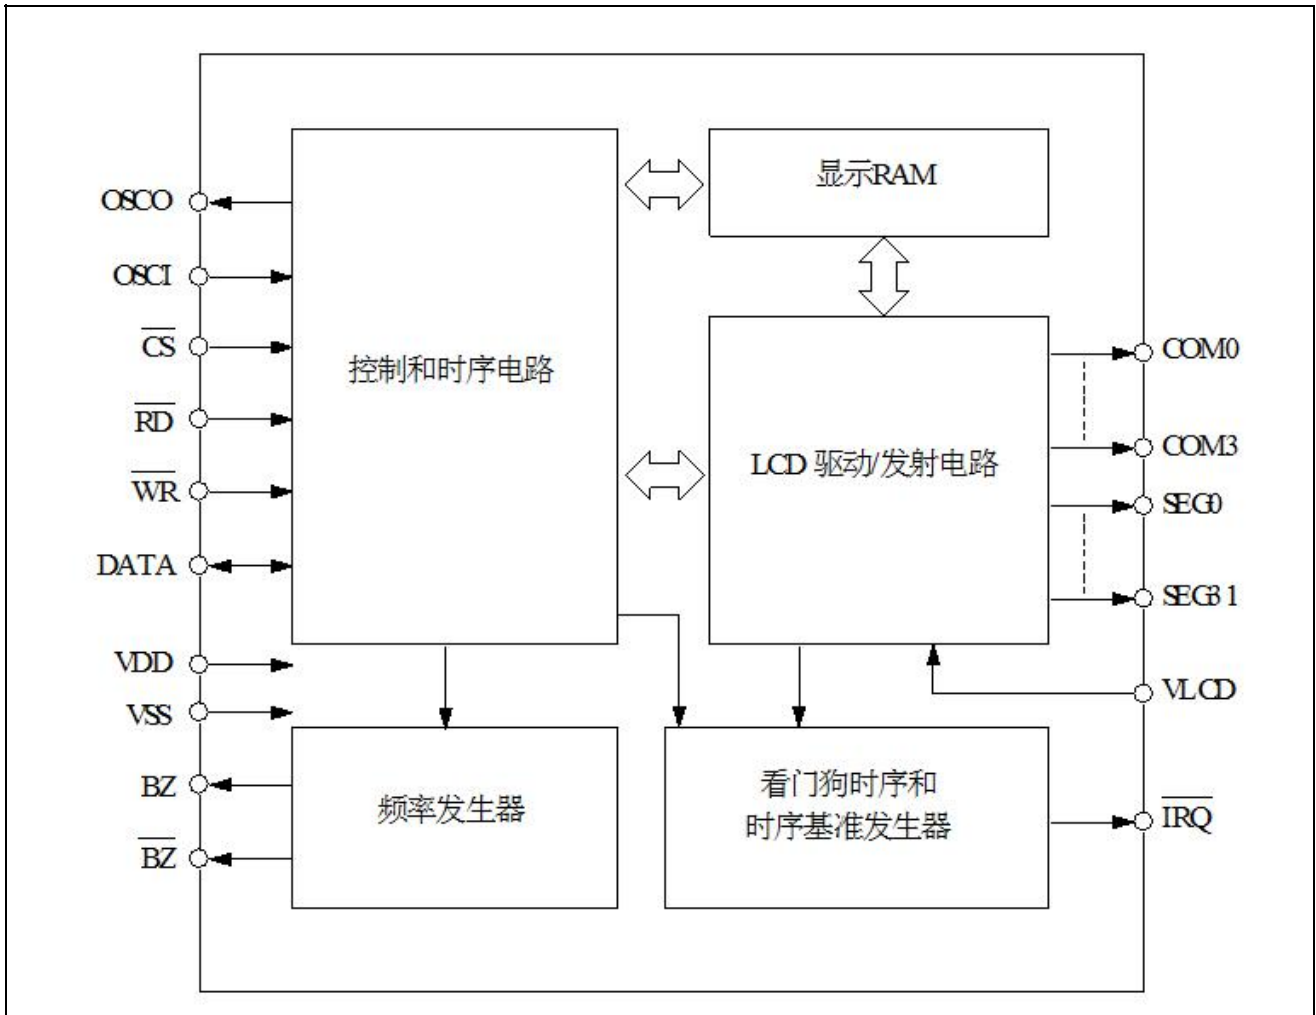 OSCO
OSCI
CS
RD
WR
DATA
VDD
VSS
BZ
BZ
控制和时序电路
显示RAM
LCD 驱动/发射电路
频率发生器
看门狗时序和
时序基准发生器
COM0
COM3
SEG0
SEG31
VLCD
IRQ